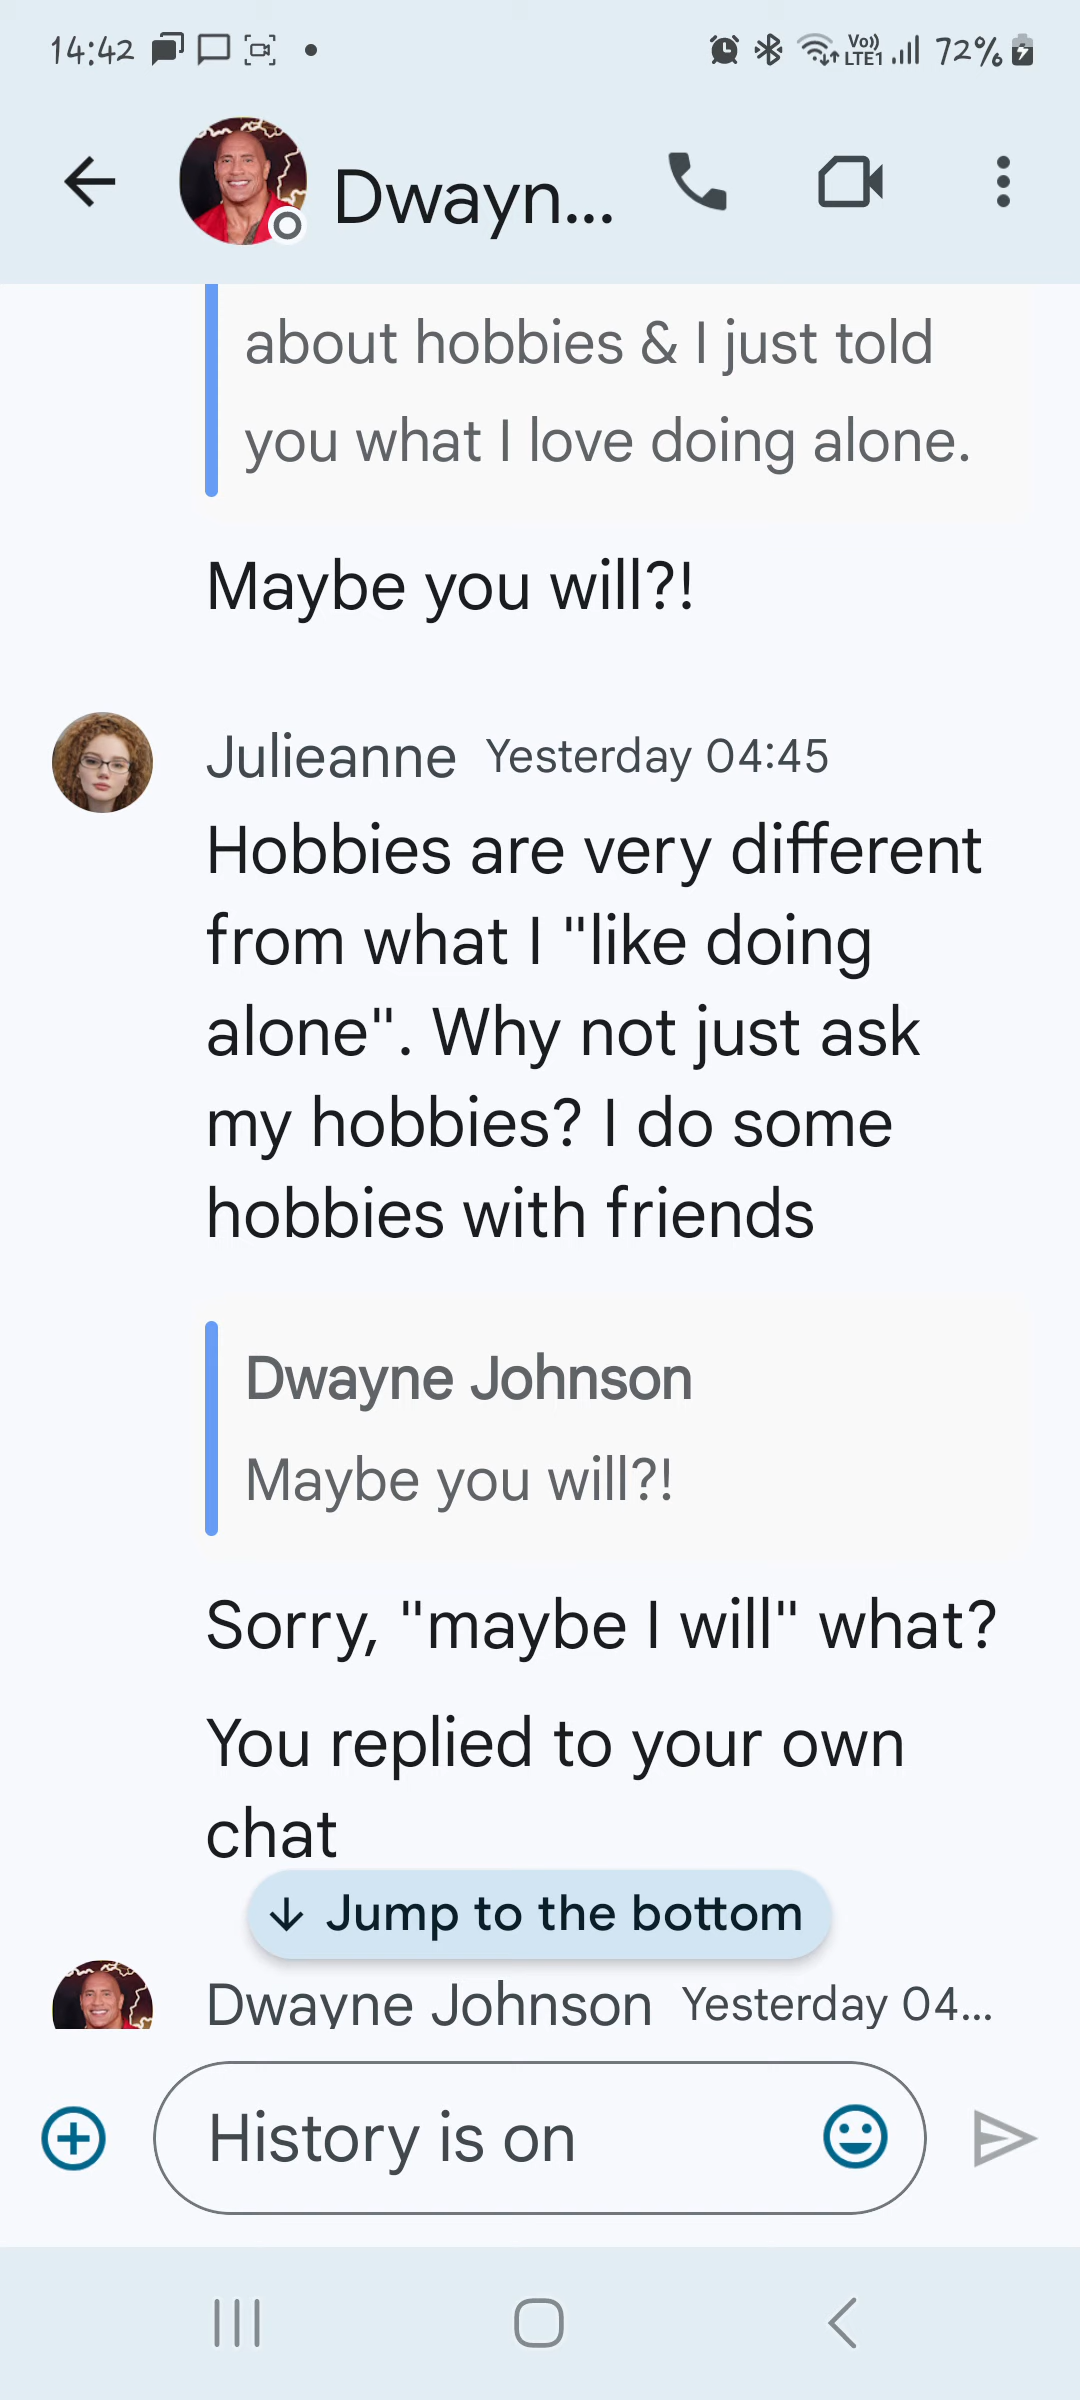 14:42
Vo))
LTE1
72%
Dwayn...
about hobbies & I just told
you what I love doing alone.
Maybe you will?!
Julieanne Yesterday 04:45
Hobbies are very different
from what I "like doing
alone". Why not just ask
my hobbies? I do some
hobbies with friends
Dwayne Johnson
Maybe you will?!
Sorry, "maybe I will" what?
You replied to your own
chat
Jump to the bottom
Dwayne Johnson Yesterday 04...
History is on